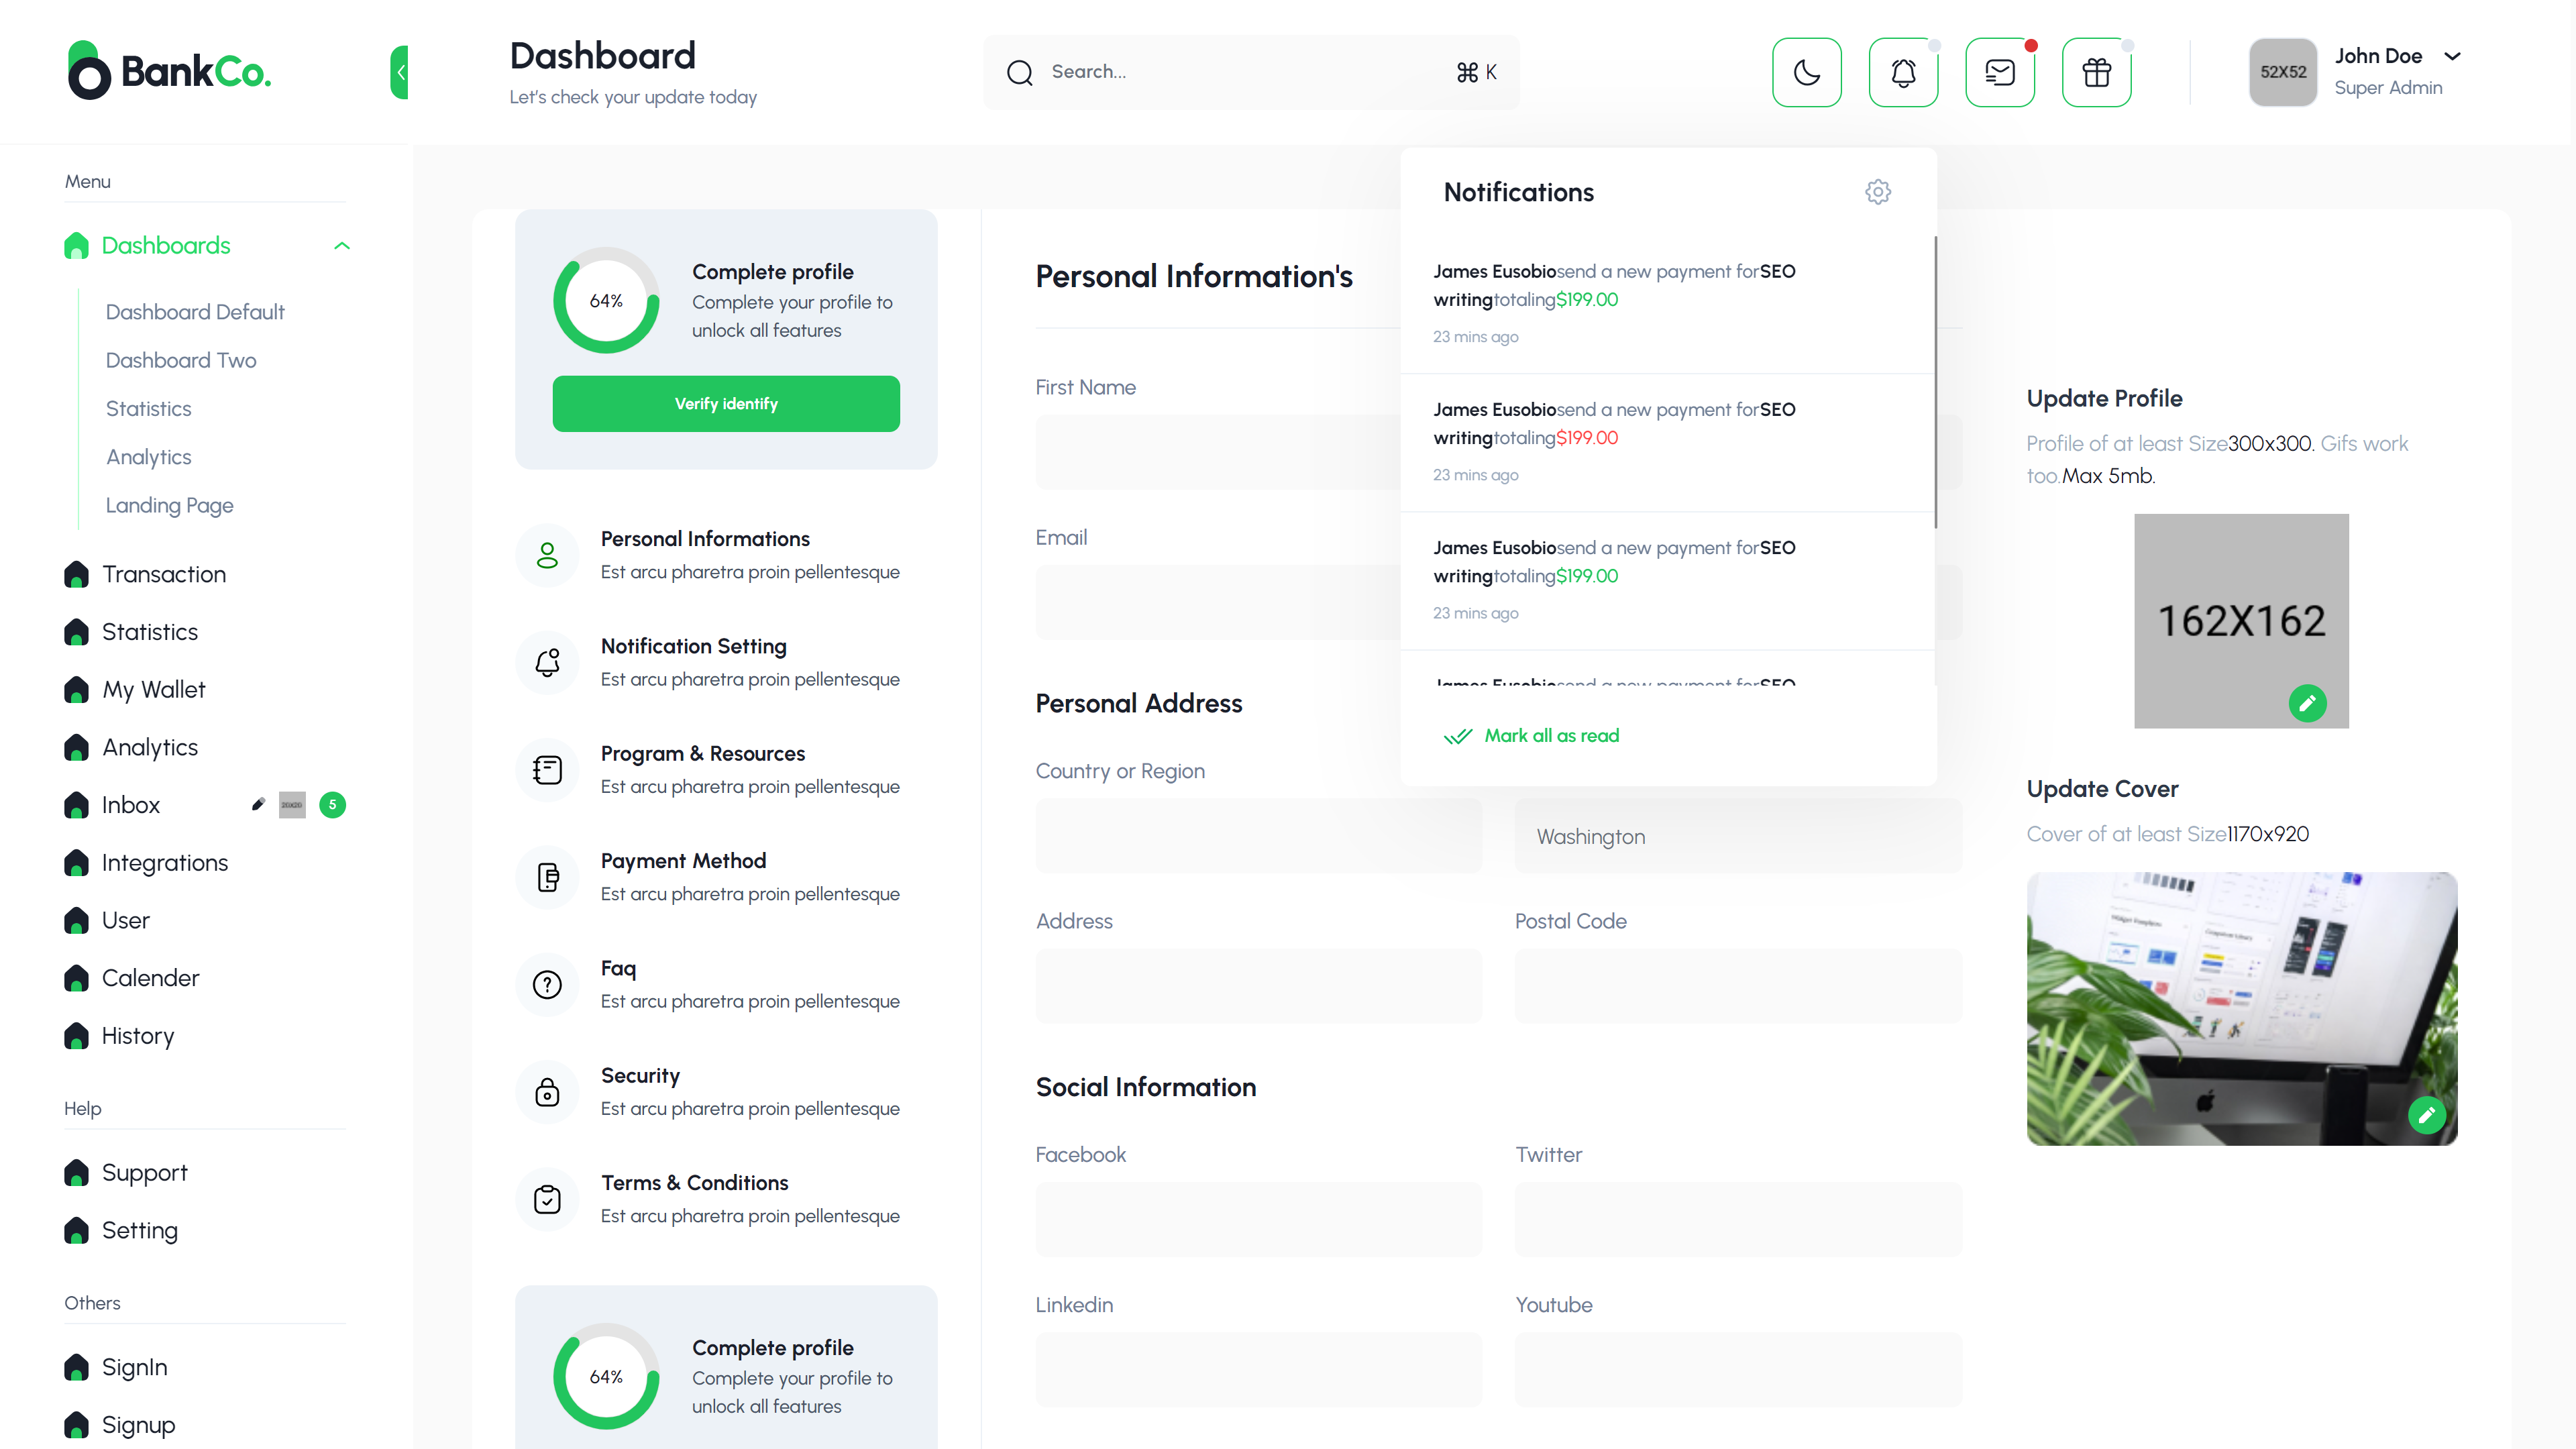 BankCo.
Dashboard
Let's check your update today
Search...
⌘ K
52X52
John Doe
Super Admin
Menu
Dashboards
Dashboard Default
Dashboard Two
Statistics
Analytics
Landing Page
Transaction
Statistics
My Wallet
Analytics
Inbox
5
Integrations
User
Calender
History
Help
Support
Setting
Others
SignIn
Signup
64%
Complete profile
Complete your profile to
unlock all features
Verify identify
Personal Informations
Est arcu pharetra proin pellentesque
Notification Setting
Est arcu pharetra proin pellentesque
Program & Resources
Est arcu pharetra proin pellentesque
Payment Method
Est arcu pharetra proin pellentesque
Faq
Est arcu pharetra proin pellentesque
Security
Est arcu pharetra proin pellentesque
Terms & Conditions
Est arcu pharetra proin pellentesque
64%
Complete profile
Complete your profile to
unlock all features
Personal Information's
First Name
Email
Personal Address
Country or Region
Washington
Address
Postal Code
Social Information
Facebook
Twitter
Linkedin
Youtube
Notifications
James Eusobiosend a new payment forSEO
writingtotaling$199.00
23 mins ago
James Eusobiosend a new payment forSEO
writingtotaling$199.00
23 mins ago
James Eusobiosend a new payment forSEO
writingtotaling$199.00
23 mins ago
James Eusobiosend a new payment forSEO
Mark all as read
Update Profile
Profile of at least Size300x300. Gifs work
too.Max 5mb.
162X162
Update Cover
Cover of at least Size1170x920